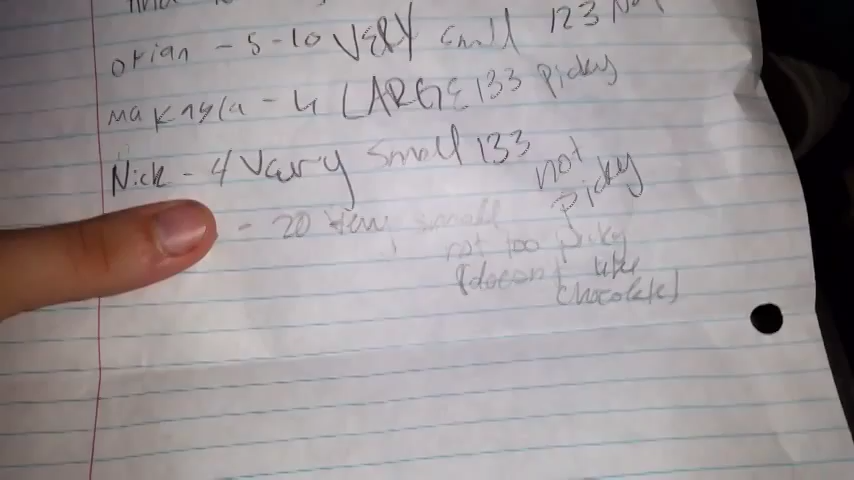 orian - 5-10 VERY small 123 Not
makayla - 4 LARGE 133 picky
Nick - 4 Vary small 133 not picky
- 20 small
not too picky
(doesn't like
chocolate)